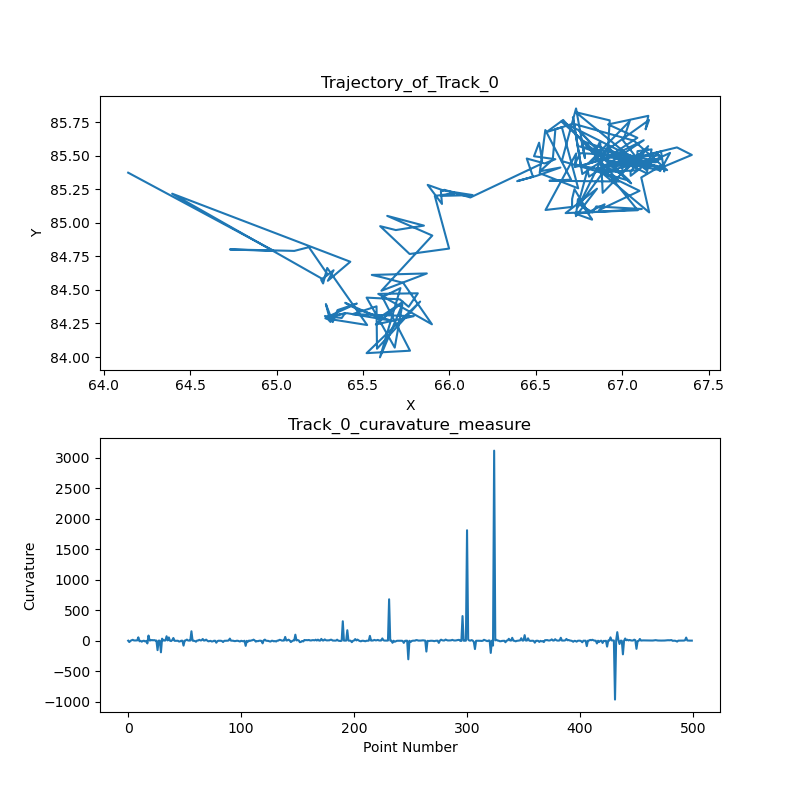 Trajectory_of_Track_0
85.75
85.50
85.25
85.00
84.75
84.50
84.25
84.00
Y
64.0 64.5 65.0 65.5 66.0 66.5 67.0 67.5
X
Track_0_curavature_measure
3000
2500
2000
1500
1000
500
0
−500
−1000
Curvature
0 100 200 300 400 500
Point Number